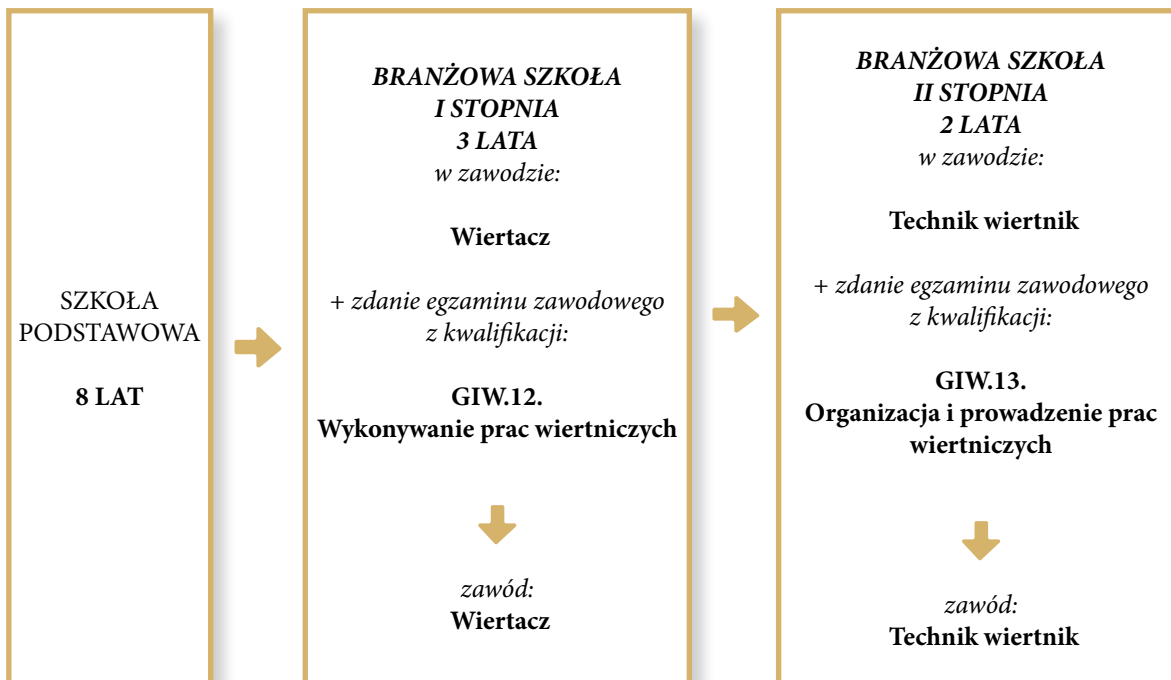 SZKOŁA
PODSTAWOWA
8 LAT
BRANŻOWA SZKOŁA
I STOPNIA
3 LATA
w zawodzie:
Wiertacz
+ zdanie egzaminu zawodowego
z kwalifikacji:
GIW.12.
Wykonywanie prac wiertniczych
zawód:
Wiertacz
BRANŻOWA SZKOŁA
II STOPNIA
2 LATA
w zawodzie:
Technik wiertnik
+ zdanie egzaminu zawodowego
z kwalifikacji:
GIW.13.
Organizacja i prowadzenie prac
wiertniczych
zawód:
Technik wiertnik